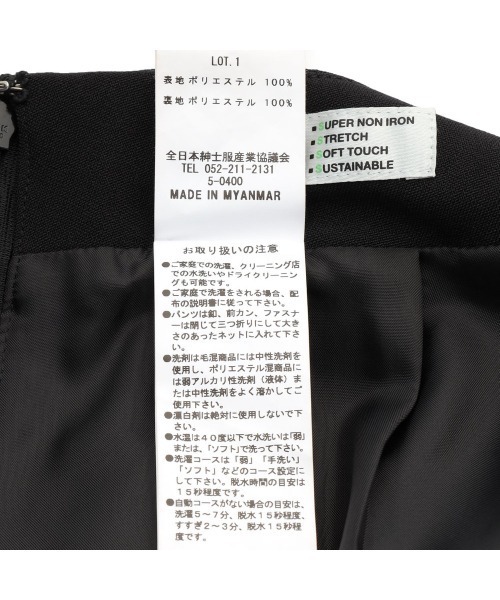 LOT.1
表地ポリエステル 100%
裏地ポリエステル 100%
全日本紳士服産業協議会
TEL 052-211-2131
5-0400
MADE IN MYANMAR
お取り扱いの注意
●ご家庭での洗濯、クリーニング店
での水洗いやドライクリーニン
グも可能です。
●ご家庭で洗濯をされる場合、配
布の説明書に従って下さい。
●パンツは釦、前カン、ファスナ
ーは閉じて三つ折りにして大き
さのあったネットに入れて下さ
い。
●洗剤は毛混商品には中性洗剤を
使用し、ポリエステル混商品に
は弱アルカリ性洗剤（液体）ま
たは中性洗剤をよく溶かしてご
使用下さい。
●漂白剤は絶対に使用しないで下
さい。
●水温は40度以下で水洗いは「弱」
または、「ソフト」で洗って下さい。
●洗濯コースは「弱」「手洗い」
「ソフト」などのコース設定に
して下さい。脱水時間の目安は
15秒程度です。
●自動コースがない場合の目安は、
洗濯5～7分、脱水15秒程度、
すすぎ2～3分、脱水15秒程
度です。
SUPER NON IRON
STRETCH
SOFT TOUCH
SUSTAINABLE